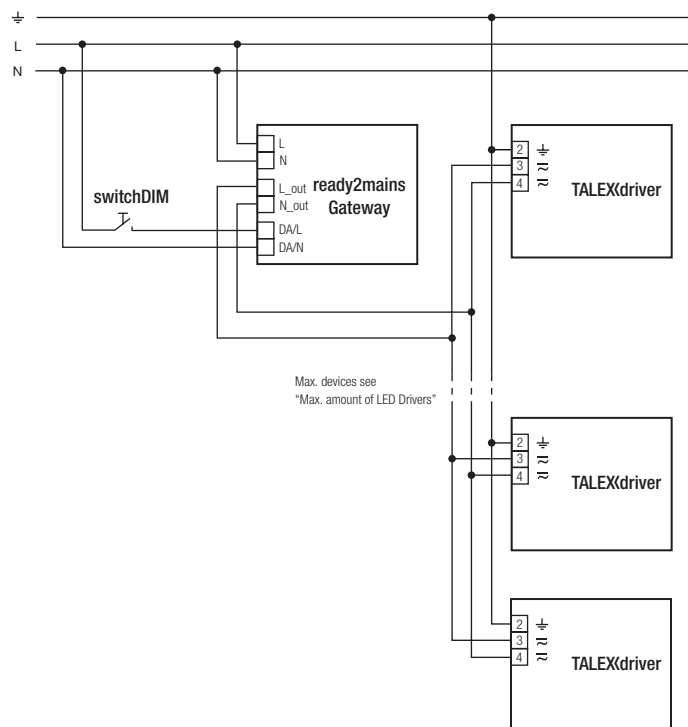 L
N
L
N
L_out
N_out
DA/L
DA/N
ready2mains
Gateway
switchDIM
2
3
4
TALEXdriver
Max. devices see
“Max. amount of LED Drivers”
2
3
4
TALEXdriver
2
3
4
TALEXdriver